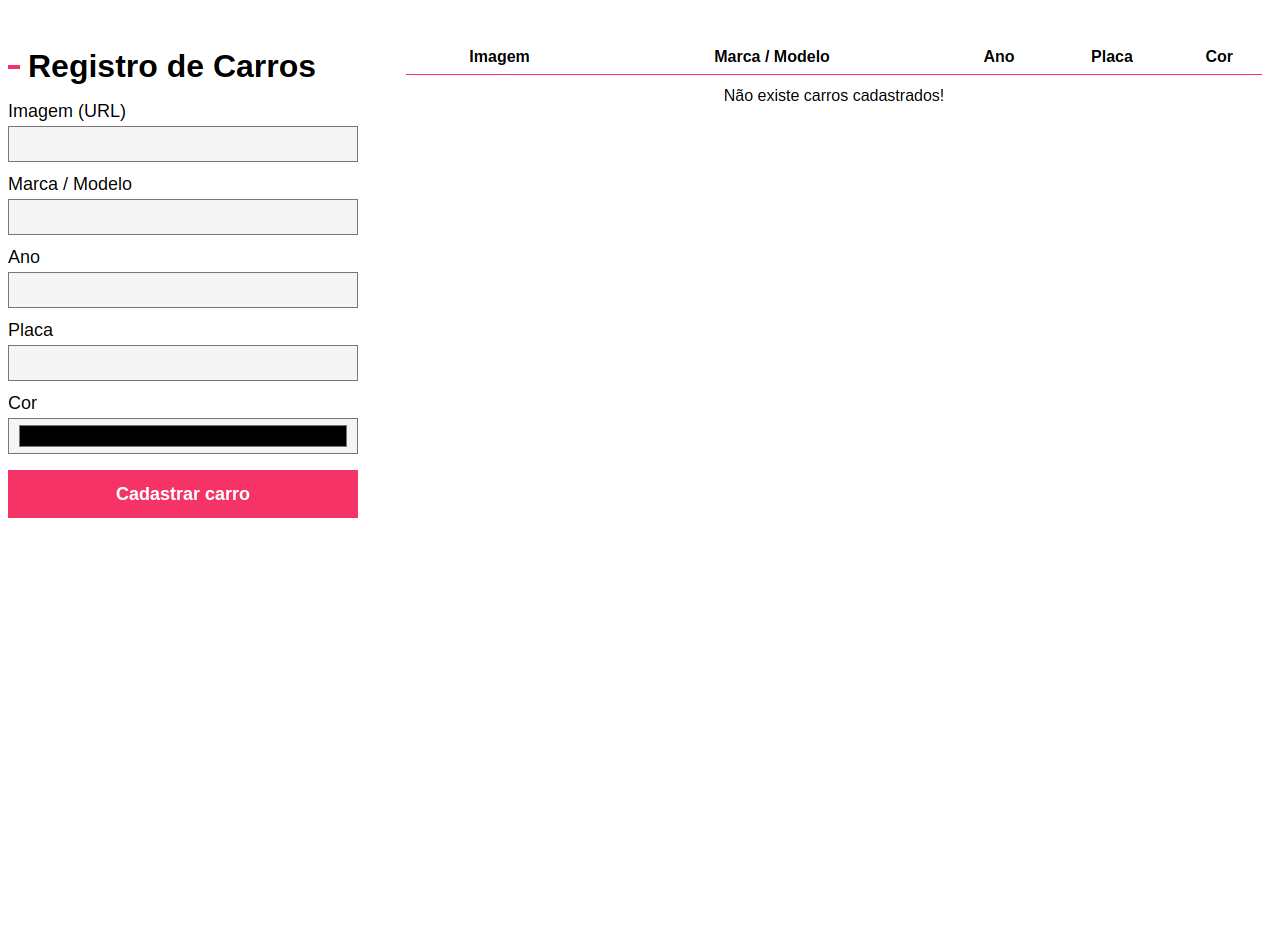 Registro de Carros
Imagem (URL)
Marca / Modelo
Ano
Placa
Cor
Cadastrar carro
Imagem Marca / Modelo Ano Placa Cor
Não existe carros cadastrados!